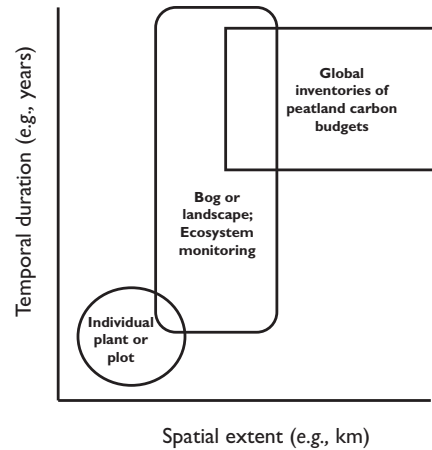 Temporal duration (e.g., years)
Global
inventories of
peatland carbon
budgets
Bog or
landscape;
Ecosystem
monitoring
Individual
plant or
plot
Spatial extent (e.g., km)